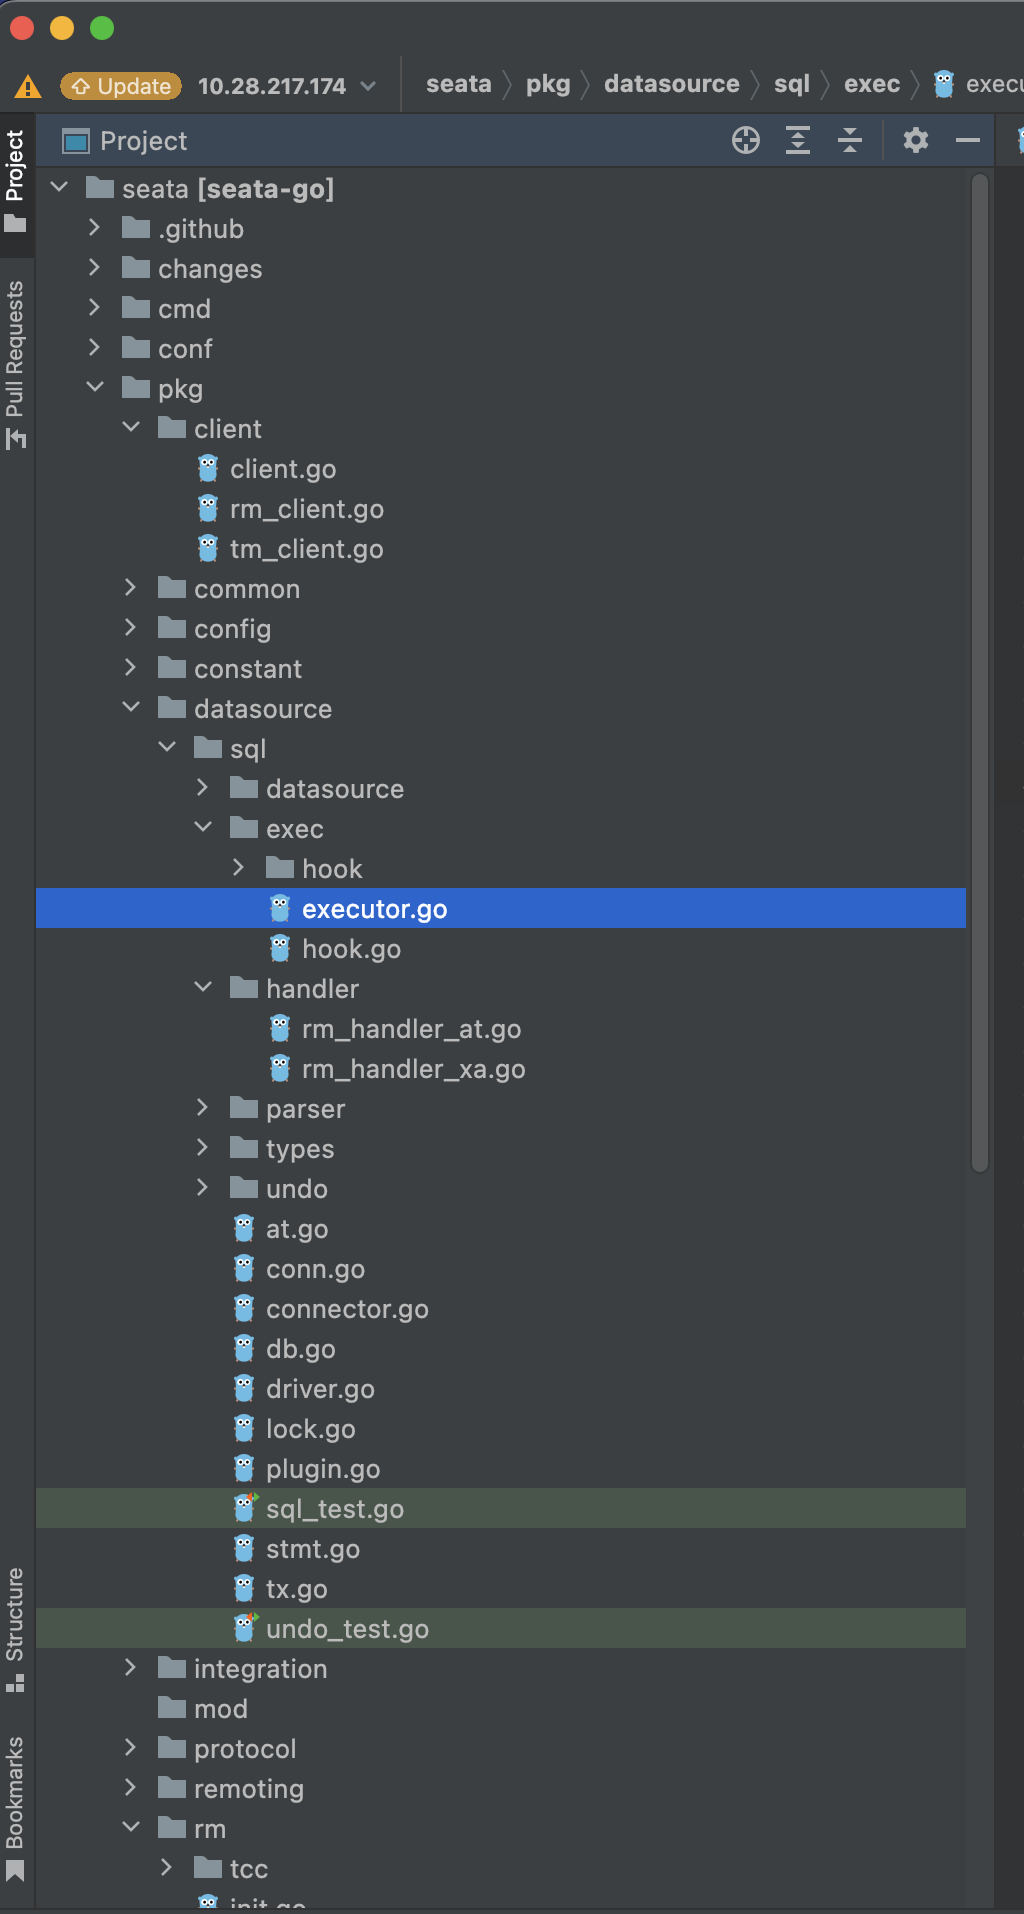 Update 10.28.217.174 seata pkg datasource sql exec
Project
Project
Pull Requests
Structure
Bookmarks
seata [seata-go]
.github
changes
cmd
conf
pkg
client
client.go
rm_client.go
tm_client.go
common
config
constant
datasource
sql
datasource
exec
hook
executor.go
hook.go
handler
rm_handler_at.go
rm_handler_xa.go
parser
types
undo
at.go
conn.go
connector.go
db.go
driver.go
lock.go
plugin.go
sql_test.go
stmt.go
tx.go
undo_test.go
integration
mod
protocol
remoting
rm
tcc
init.go